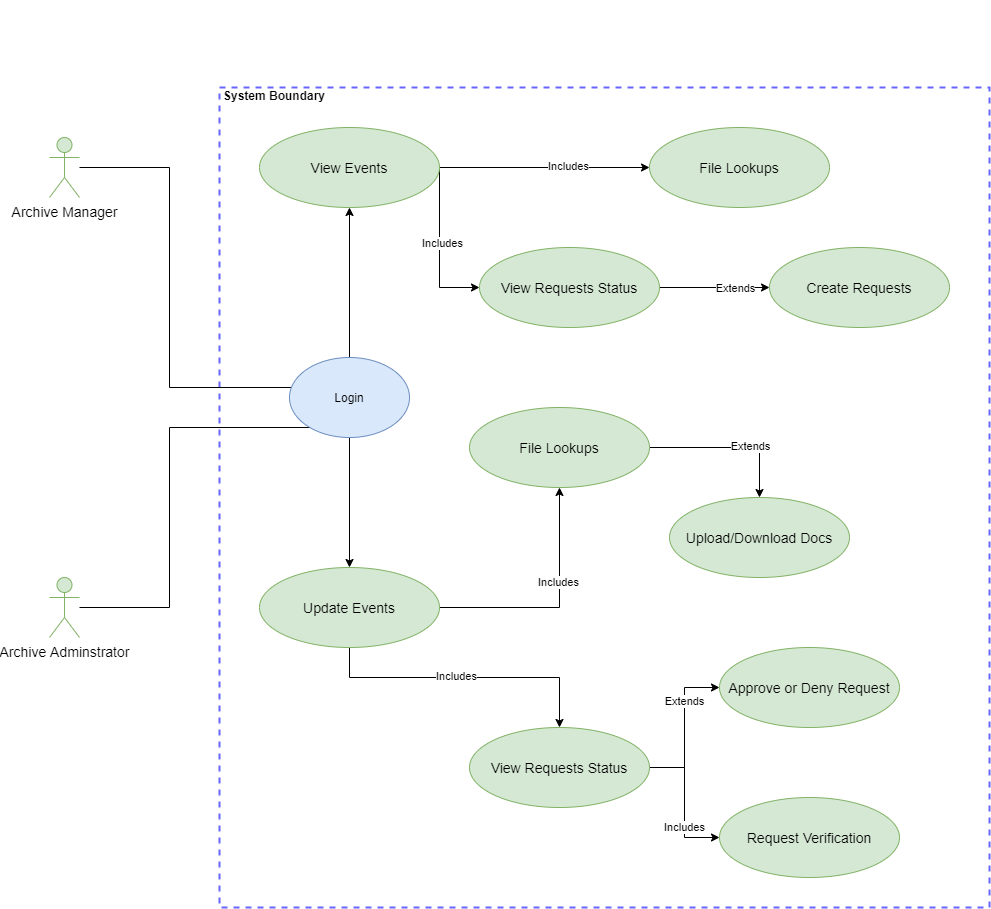 System Boundary
View Events
Includes
File Lookups
Archive Manager
Includes
View Requests Status
Extends
Create Requests
Login
File Lookups
Extends
Upload/Download Docs
Includes
Update Events
Archive Adminstrator
Includes
Approve or Deny Request
Extends
View Requests Status
Includes
Request Verification